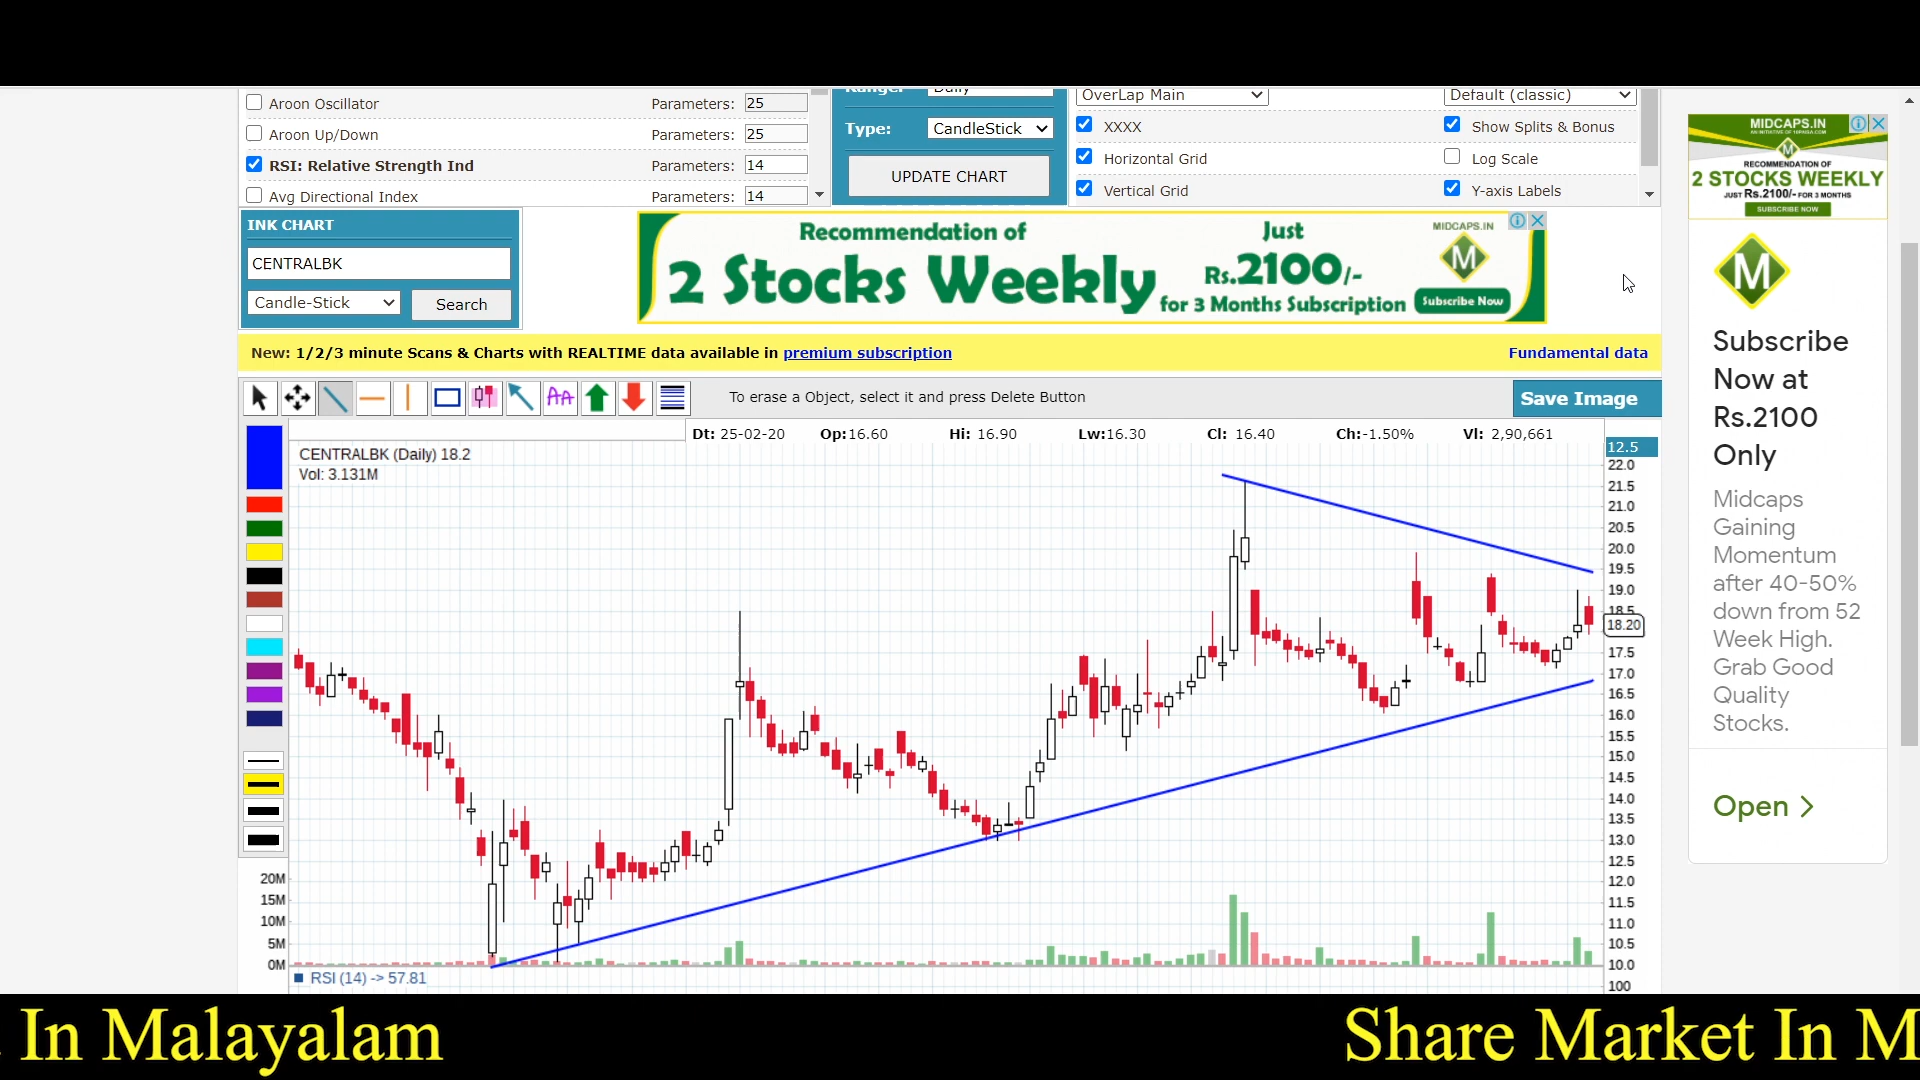 Aroon Oscillator Parameters: 25
Aroon Up/Down Parameters: 25
RSI: Relative Strength Ind Parameters: 14
Avg Directional Index Parameters: 14
Range: Daily
Type: CandleStick
UPDATE CHART
OverLap Main Default (classic)
XXXX Show Splits & Bonus
Horizontal Grid Log Scale
Vertical Grid Y-axis Labels
INK CHART
CENTRALBK
Candle-Stick Search
Recommendation of
2 Stocks Weekly
Just
Rs.2100/-
for 3 Months Subscription
MIDCAPS.IN
M
Subscribe Now
New: 1/2/3 minute Scans & Charts with REALTIME data available in premium subscription Fundamental data
AA To erase a Object, select it and press Delete Button Save Image
Dt: 25-02-20 Op:16.60 Hi: 16.90 Lw:16.30 Cl: 16.40 Ch:-1.50% Vl: 2,90,661
CENTRALBK (Daily) 18.2
Vol: 3.131M
12.5
22.0
21.5
21.0
20.5
20.0
19.5
19.0
18.5
18.20
17.5
17.0
16.5
16.0
15.5
15.0
14.5
14.0
13.5
13.0
12.5
12.0
11.5
11.0
10.5
10.0
100
20M
15M
10M
5M
0M
RSI (14) -> 57.81
MIDCAPS.IN
M
RECOMMENDATION OF
2 STOCKS WEEKLY
JUST Rs.2100/- FOR 3 MONTHS
SUBSCRIBE NOW
M
Subscribe
Now at
Rs.2100
Only
Midcaps
Gaining
Momentum
after 40-50%
down from 52
Week High.
Grab Good
Quality
Stocks.
Open
In Malayalam Share Market In M